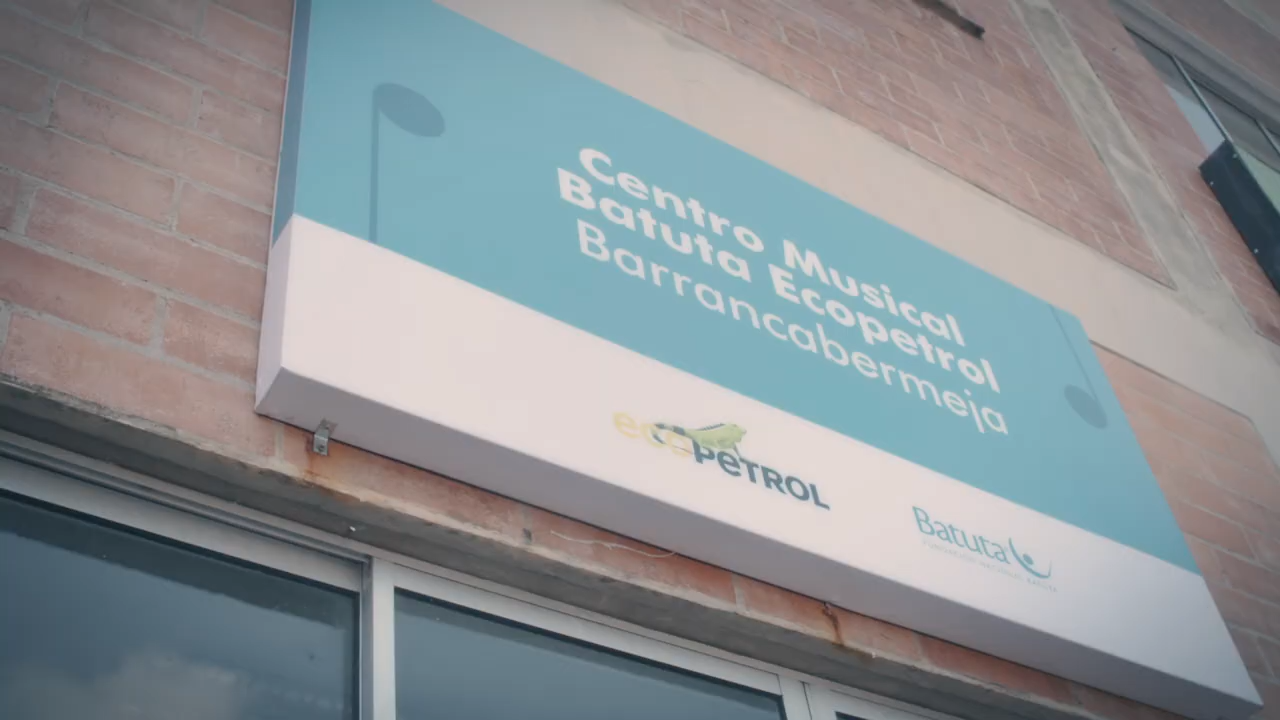 Centro Musical
Batuta Ecopetrol
Barrancabermeja
ecopetrol
Batuta